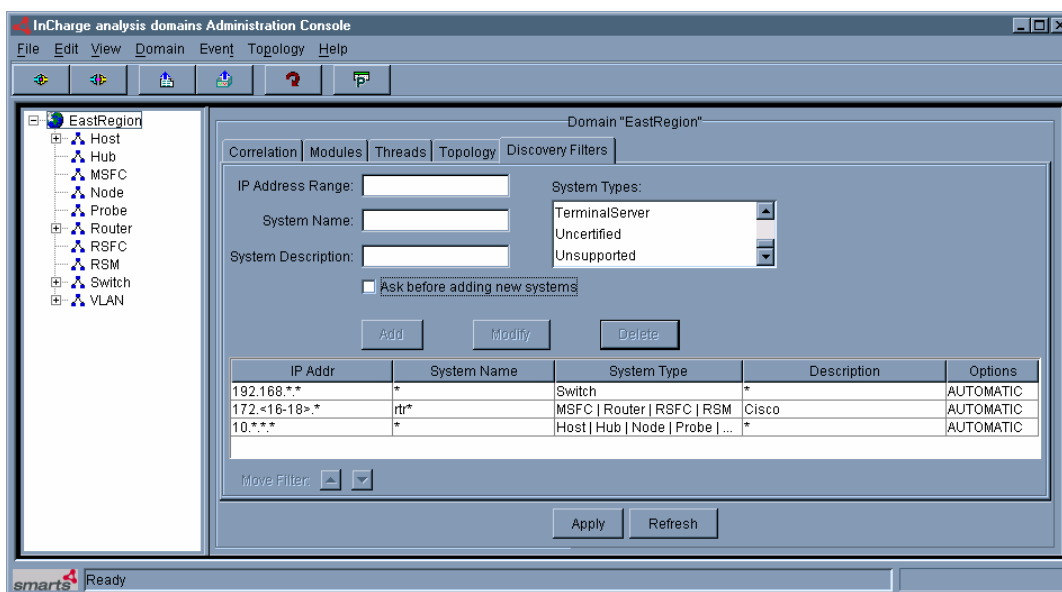 InCharge analysis domains Administration Console
File Edit View Domain Event Topology Help
EastRegion
Host
Hub
MSFC
Node
Probe
Router
RSFC
RSM
Switch
VLAN
Domain "EastRegion"
Correlation Modules Threads Topology Discovery Filters
IP Address Range:
System Name:
System Description:
System Types:
TerminalServer
Uncertified
Unsupported
Ask before adding new systems
Add Modify Delete
IP Addr System Name System Type Description Options
192.168.*.* * Switch * AUTOMATIC
172.<16-18>.* rtr* MSFC | Router | RSFC | RSM Cisco AUTOMATIC
10.*.*.* * Host | Hub | Node | Probe | ... * AUTOMATIC
Move Filter:
Apply Refresh
smarts Ready